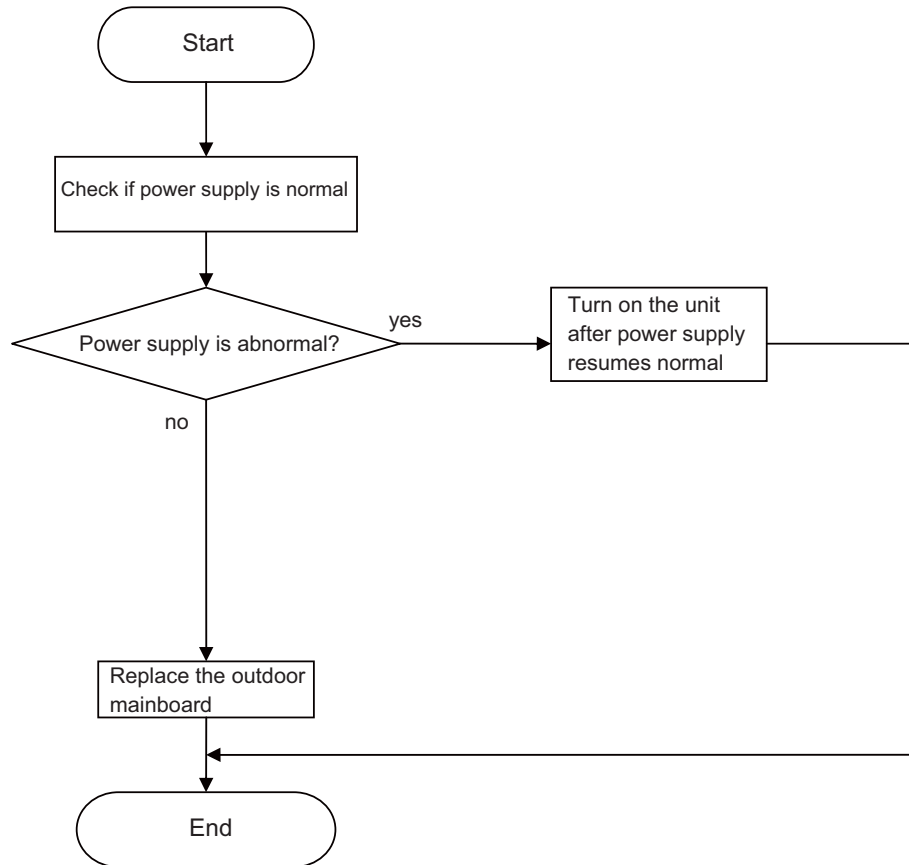 Start
Check if power supply is normal
Power supply is abnormal?
yes
Turn on the unit
after power supply
resumes normal
no
Replace the outdoor
mainboard
End